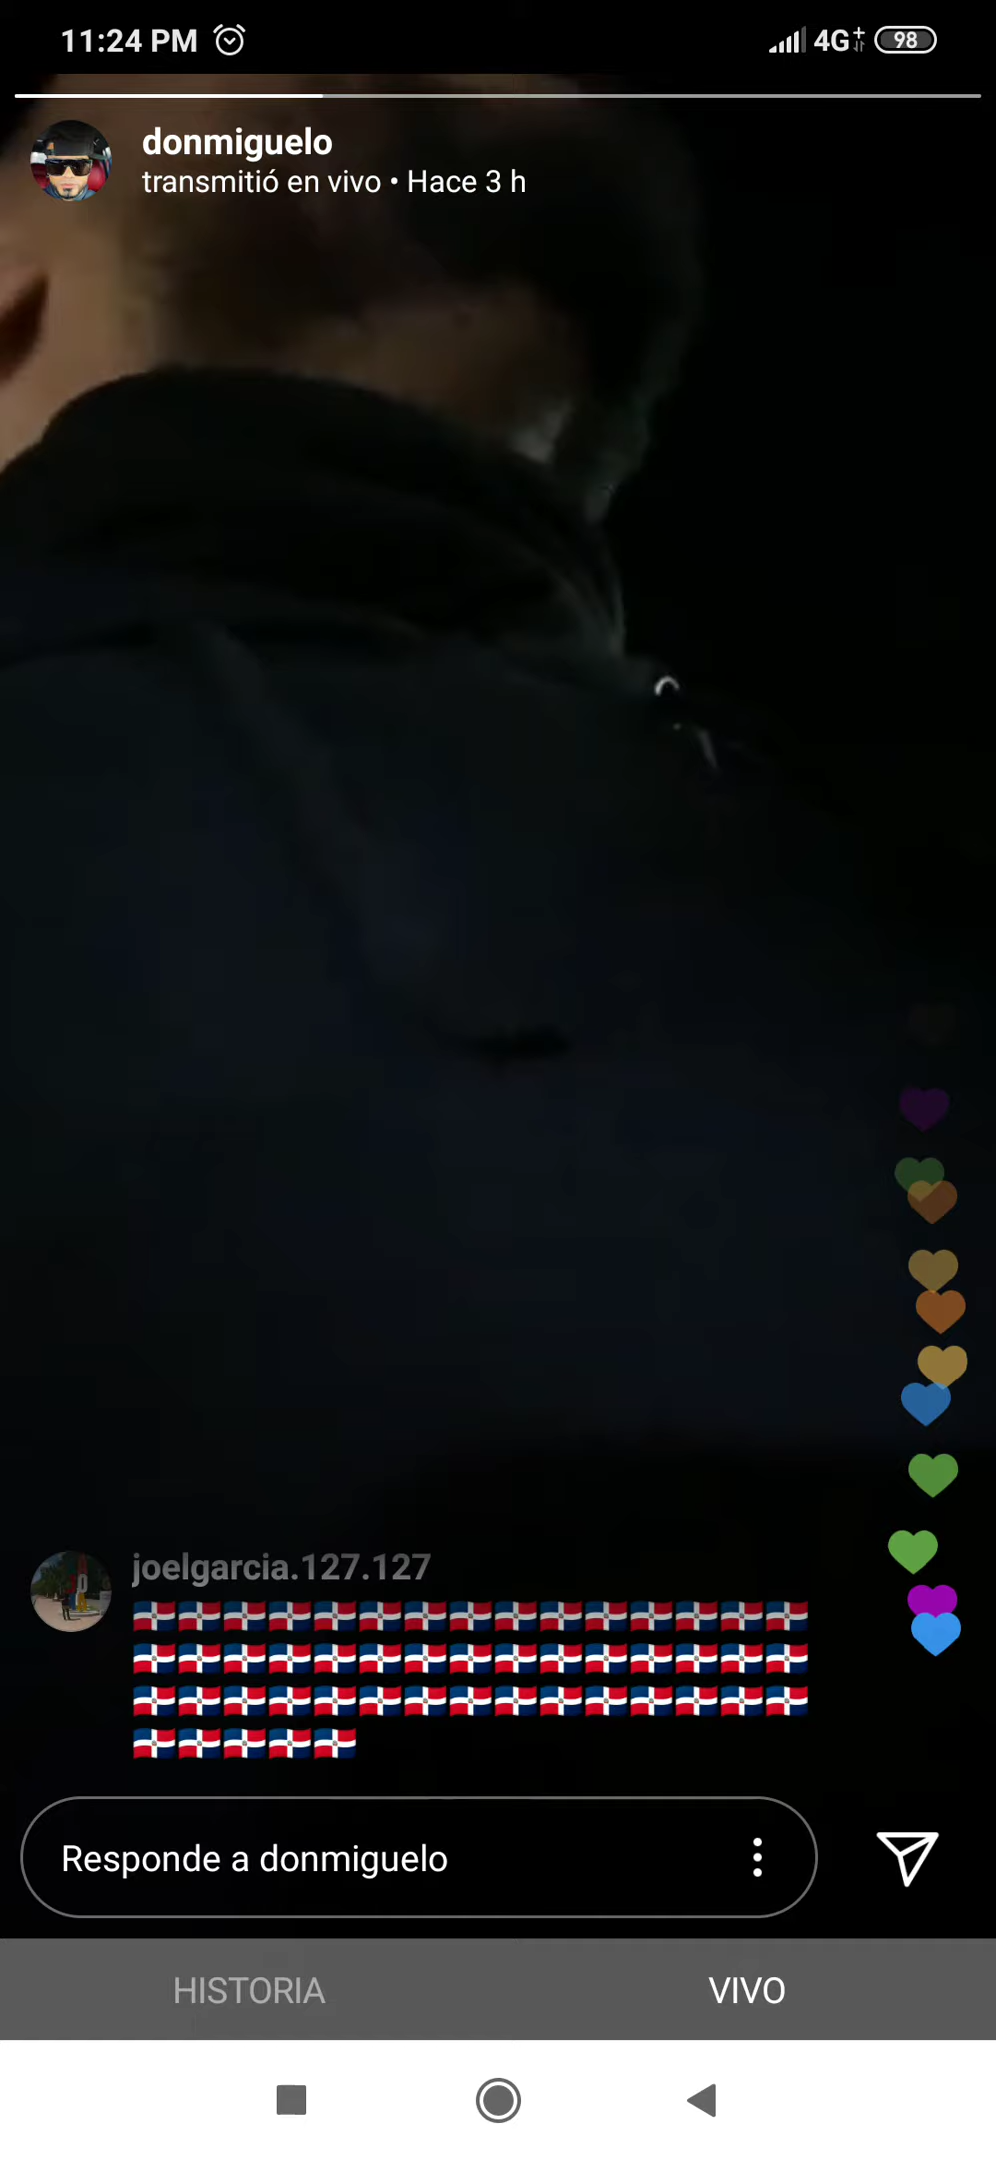 11:24 PM
4G+ 98
donmiguelo
transmitió en vivo • Hace 3 h
joelgarcia.127.127
🇩🇴🇩🇴🇩🇴🇩🇴🇩🇴🇩🇴🇩🇴🇩🇴🇩🇴🇩🇴🇩🇴🇩🇴🇩🇴🇩🇴🇩🇴
🇩🇴🇩🇴🇩🇴🇩🇴🇩🇴🇩🇴🇩🇴🇩🇴🇩🇴🇩🇴🇩🇴🇩🇴🇩🇴🇩🇴🇩🇴
🇩🇴🇩🇴🇩🇴🇩🇴🇩🇴🇩🇴🇩🇴🇩🇴🇩🇴🇩🇴🇩🇴🇩🇴🇩🇴🇩🇴🇩🇴
🇩🇴🇩🇴🇩🇴🇩🇴🇩🇴
Responde a donmiguelo
HISTORIA VIVO